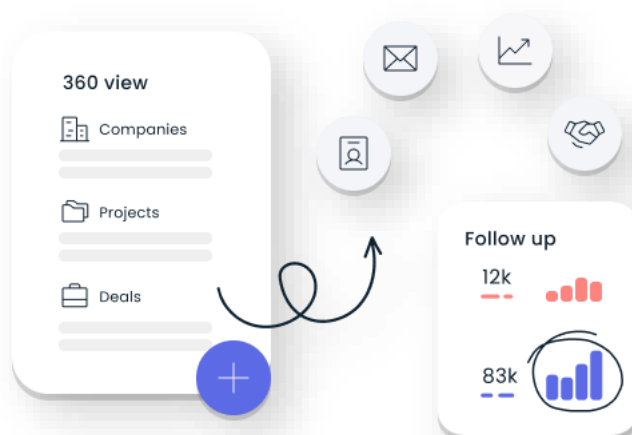 360 view
Companies
Projects
Deals
Follow up
12k
83k